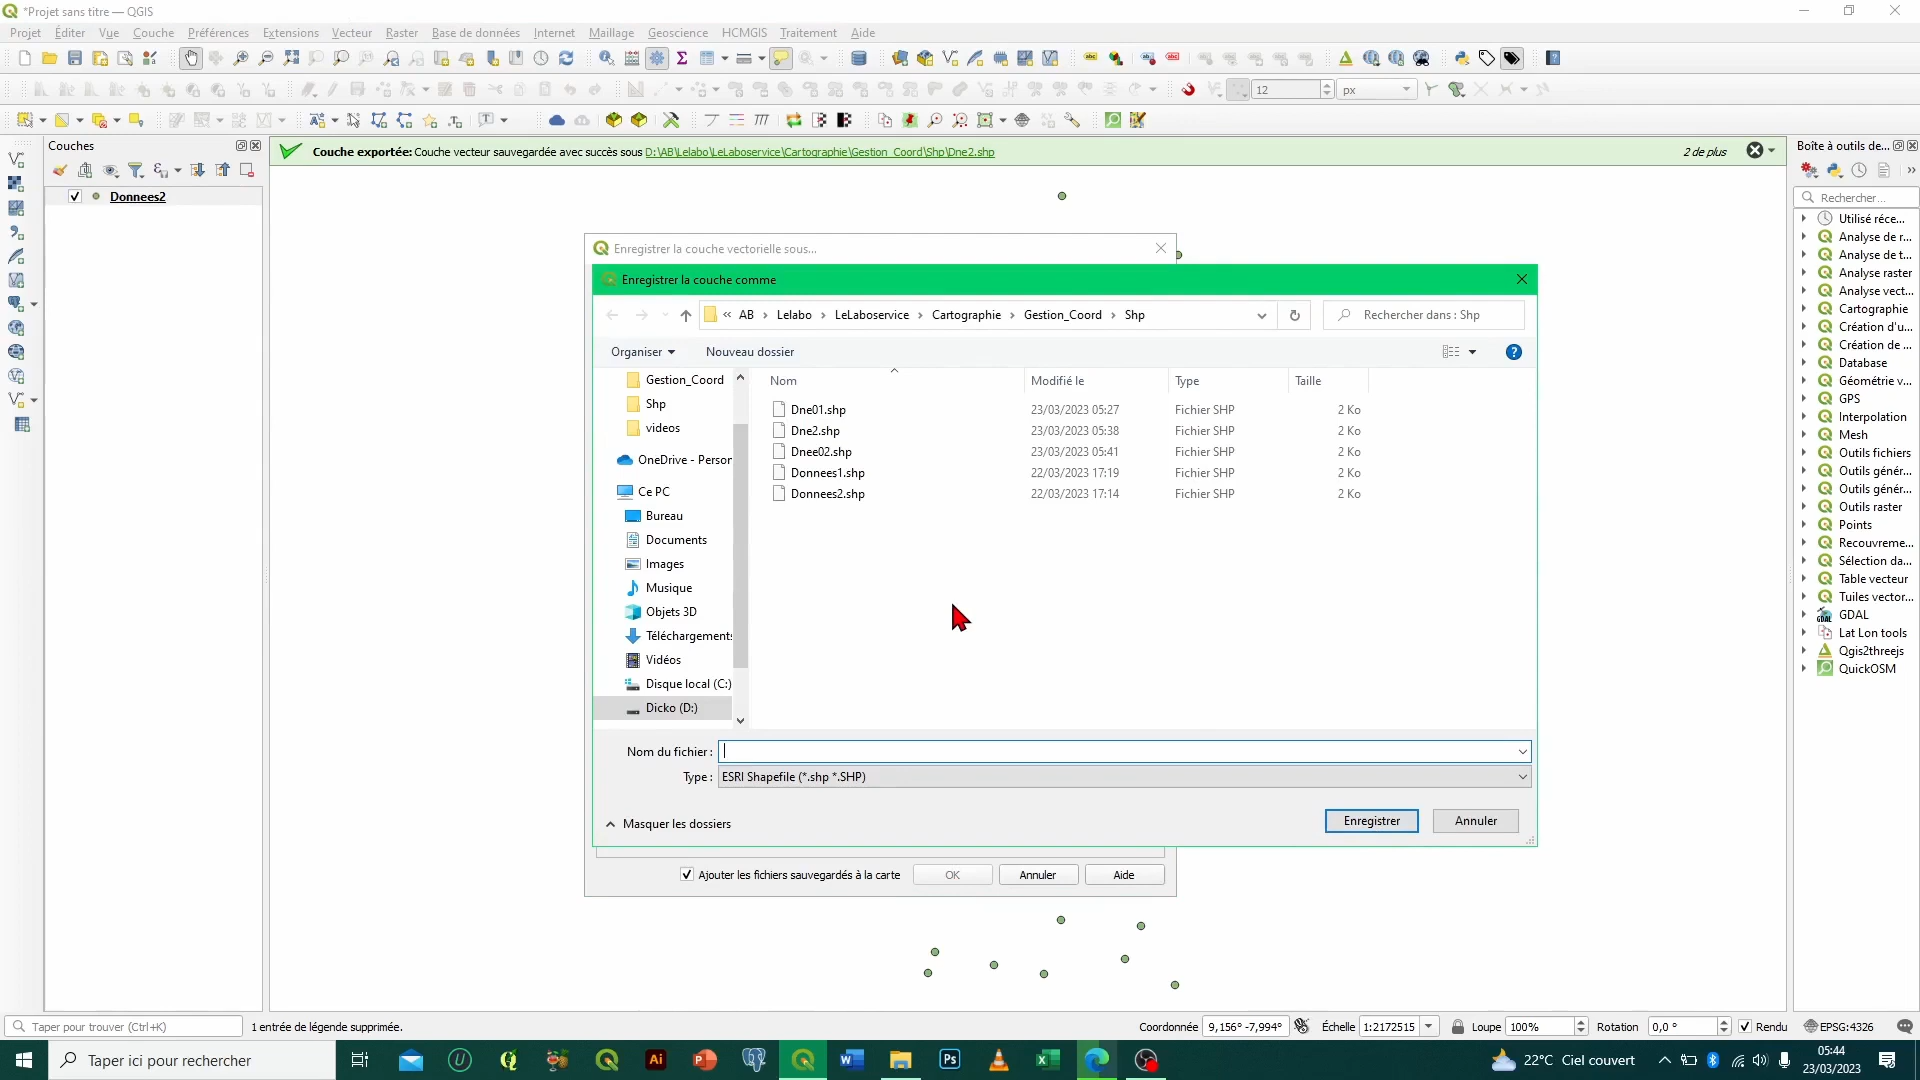 *Projet sans titre — QGIS
Projet Éditer Vue Couche Préférences Extensions Vecteur Raster Base de données Internet Maillage Geoscience HCMGIS Traitement Aide
12 px
Couches
Donnees2
Couche exportée: Couche vecteur sauvegardée avec succès sous D:\AB\Lelabo\LeLaboservice\Cartographie\Gestion_Coord\Shp\Dne2.shp
2 de plus
Enregistrer la couche vectorielle sous...
Enregistrer la couche comme
« AB › Lelabo › LeLaboservice › Cartographie › Gestion_Coord › Shp
Rechercher dans : Shp
Organiser Nouveau dossier
Gestion_Coord
Shp
videos
OneDrive - Person
Ce PC
Bureau
Documents
Images
Musique
Objets 3D
Téléchargements
Vidéos
Disque local (C:)
Dicko (D:)
Nom Modifié le Type Taille
Dne01.shp 23/03/2023 05:27 Fichier SHP 2 Ko
Dne2.shp 23/03/2023 05:38 Fichier SHP 2 Ko
Dnee02.shp 23/03/2023 05:41 Fichier SHP 2 Ko
Donnees1.shp 22/03/2023 17:19 Fichier SHP 2 Ko
Donnees2.shp 22/03/2023 17:14 Fichier SHP 2 Ko
Nom du fichier :
Type : ESRI Shapefile (*.shp *.SHP)
Masquer les dossiers
Enregistrer Annuler
Ajouter les fichiers sauvegardés à la carte OK Annuler Aide
Boîte à outils de...
Rechercher...
Utilisé réce...
Analyse de r...
Analyse de t...
Analyse raster
Analyse vect...
Cartographie
Création d'u...
Création de ...
Database
Géométrie v...
GPS
Interpolation
Mesh
Outils fichiers
Outils génér...
Outils génér...
Outils raster
Points
Recouvreme...
Sélection da...
Table vecteur
Tuiles vector...
GDAL
Lat Lon tools
Qgis2threejs
QuickOSM
Taper pour trouver (Ctrl+K) 1 entrée de légende supprimée. Coordonnée 9,156° -7,994° Échelle 1:2172515 Loupe 100% Rotation 0,0 ° Rendu EPSG:4326
Taper ici pour rechercher
22°C Ciel couvert
05:44
23/03/2023